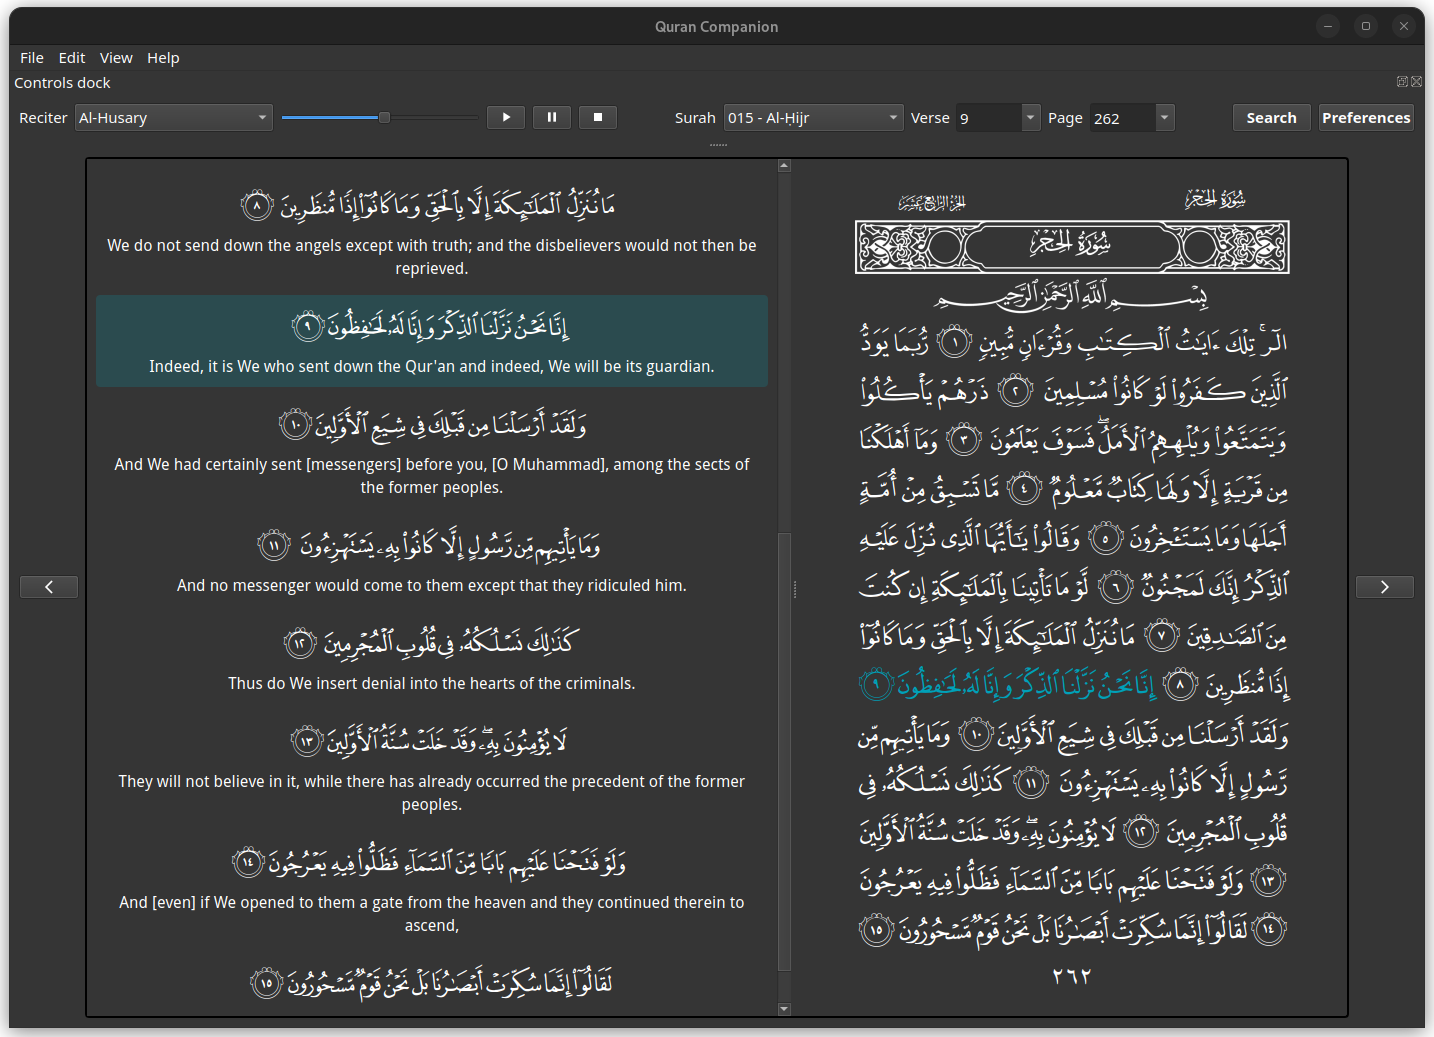 Quran Companion
File Edit View Help
Controls dock
Reciter Al-Husary Surah 015 - Al-Ḥijr Verse 9 Page 262 Search Preferences
مَا نُنَزِّلُ ٱلْمَلَـٰٓئِكَةَ إِلَّا بِٱلْحَقِّ وَمَا كَانُوٓا۟ إِذًا مُّنظَرِينَ ٨
We do not send down the angels except with truth; and the disbelievers would not then be
reprieved.
إِنَّا نَحْنُ نَزَّلْنَا ٱلذِّكْرَ وَإِنَّا لَهُۥ لَحَـٰفِظُونَ ٩
Indeed, it is We who sent down the Qur'an and indeed, We will be its guardian.
وَلَقَدْ أَرْسَلْنَا مِن قَبْلِكَ فِى شِيَعِ ٱلْأَوَّلِينَ ١٠
And We had certainly sent [messengers] before you, [O Muhammad], among the sects of
the former peoples.
وَمَا يَأْتِيهِم مِّن رَّسُولٍ إِلَّا كَانُوا۟ بِهِۦ يَسْتَهْزِءُونَ ١١
And no messenger would come to them except that they ridiculed him.
كَذَٰلِكَ نَسْلُكُهُۥ فِى قُلُوبِ ٱلْمُجْرِمِينَ ١٢
Thus do We insert denial into the hearts of the criminals.
لَا يُؤْمِنُونَ بِهِۦ ۖ وَقَدْ خَلَتْ سُنَّةُ ٱلْأَوَّلِينَ ١٣
They will not believe in it, while there has already occurred the precedent of the former
peoples.
وَلَوْ فَتَحْنَا عَلَيْهِم بَابًا مِّنَ ٱلسَّمَآءِ فَظَلُّوا۟ فِيهِ يَعْرُجُونَ ١٤
And [even] if We opened to them a gate from the heaven and they continued therein to
ascend,
لَقَالُوٓا۟ إِنَّمَا سُكِّرَتْ أَبْصَـٰرُنَا بَلْ نَحْنُ قَوْمٌ مَّسْحُورُونَ ١٥
سُورَةُ الحِجْرِ الجُزْءُ الرَّابِعَ عَشَرَ
سُورَةُ الحِجْرِ
بِسْمِ ٱللَّهِ ٱلرَّحْمَـٰنِ ٱلرَّحِيمِ
الٓر ۚ تِلْكَ ءَايَـٰتُ ٱلْكِتَـٰبِ وَقُرْءَانٍ مُّبِينٍ ١ رُّبَمَا يَوَدُّ
ٱلَّذِينَ كَفَرُوا۟ لَوْ كَانُوا۟ مُسْلِمِينَ ٢ ذَرْهُمْ يَأْكُلُوا۟
وَيَتَمَتَّعُوا۟ وَيُلْهِهِمُ ٱلْأَمَلُ ۖ فَسَوْفَ يَعْلَمُونَ ٣ وَمَآ أَهْلَكْنَا
مِن قَرْيَةٍ إِلَّا وَلَهَا كِتَابٌ مَّعْلُومٌ ٤ مَّا تَسْبِقُ مِنْ أُمَّةٍ
أَجَلَهَا وَمَا يَسْتَـْٔخِرُونَ ٥ وَقَالُوا۟ يَـٰٓأَيُّهَا ٱلَّذِى نُزِّلَ عَلَيْهِ
ٱلذِّكْرُ إِنَّكَ لَمَجْنُونٌ ٦ لَّوْ مَا تَأْتِينَا بِٱلْمَلَـٰٓئِكَةِ إِن كُنتَ
مِنَ ٱلصَّـٰدِقِينَ ٧ مَا نُنَزِّلُ ٱلْمَلَـٰٓئِكَةَ إِلَّا بِٱلْحَقِّ وَمَا كَانُوٓا۟
إِذًا مُّنظَرِينَ ٨ إِنَّا نَحْنُ نَزَّلْنَا ٱلذِّكْرَ وَإِنَّا لَهُۥ لَحَـٰفِظُونَ ٩
وَلَقَدْ أَرْسَلْنَا مِن قَبْلِكَ فِى شِيَعِ ٱلْأَوَّلِينَ ١٠ وَمَا يَأْتِيهِم مِّن
رَّسُولٍ إِلَّا كَانُوا۟ بِهِۦ يَسْتَهْزِءُونَ ١١ كَذَٰلِكَ نَسْلُكُهُۥ فِى
قُلُوبِ ٱلْمُجْرِمِينَ ١٢ لَا يُؤْمِنُونَ بِهِۦ ۖ وَقَدْ خَلَتْ سُنَّةُ ٱلْأَوَّلِينَ
١٣ وَلَوْ فَتَحْنَا عَلَيْهِم بَابًا مِّنَ ٱلسَّمَآءِ فَظَلُّوا۟ فِيهِ يَعْرُجُونَ
١٤ لَقَالُوٓا۟ إِنَّمَا سُكِّرَتْ أَبْصَـٰرُنَا بَلْ نَحْنُ قَوْمٌ مَّسْحُورُونَ ١٥
٢٦٢